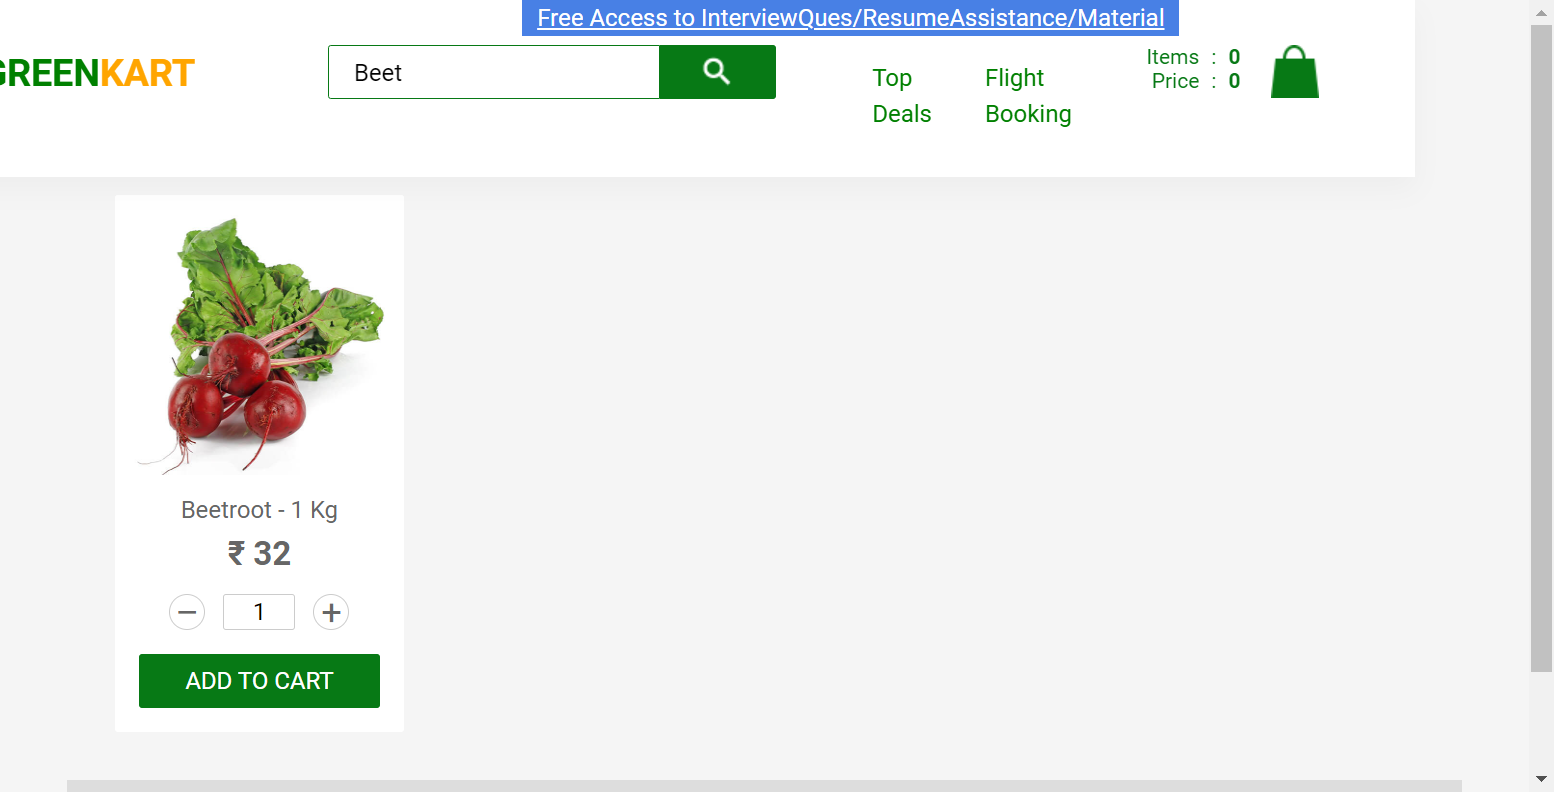 Free Access to InterviewQues/ResumeAssistance/Material
GREENKART
Beet
Top
Deals
Flight
Booking
Items : 0
Price : 0
Beetroot - 1 Kg
₹ 32
1
ADD TO CART